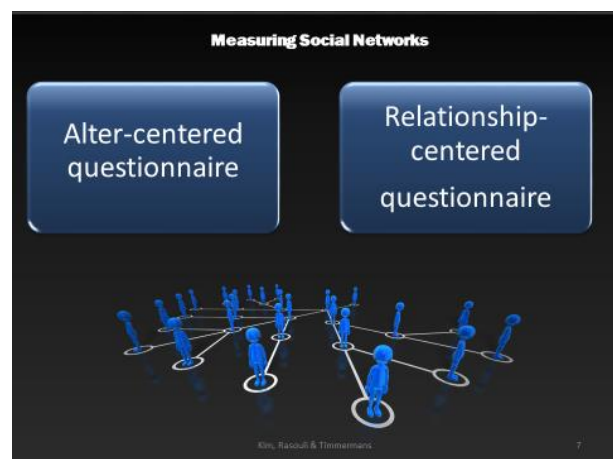 Measuring Social Networks
Alter-centered
questionnaire
Relationship-
centered
questionnaire
Kim, Rasouli & Timmermans
7